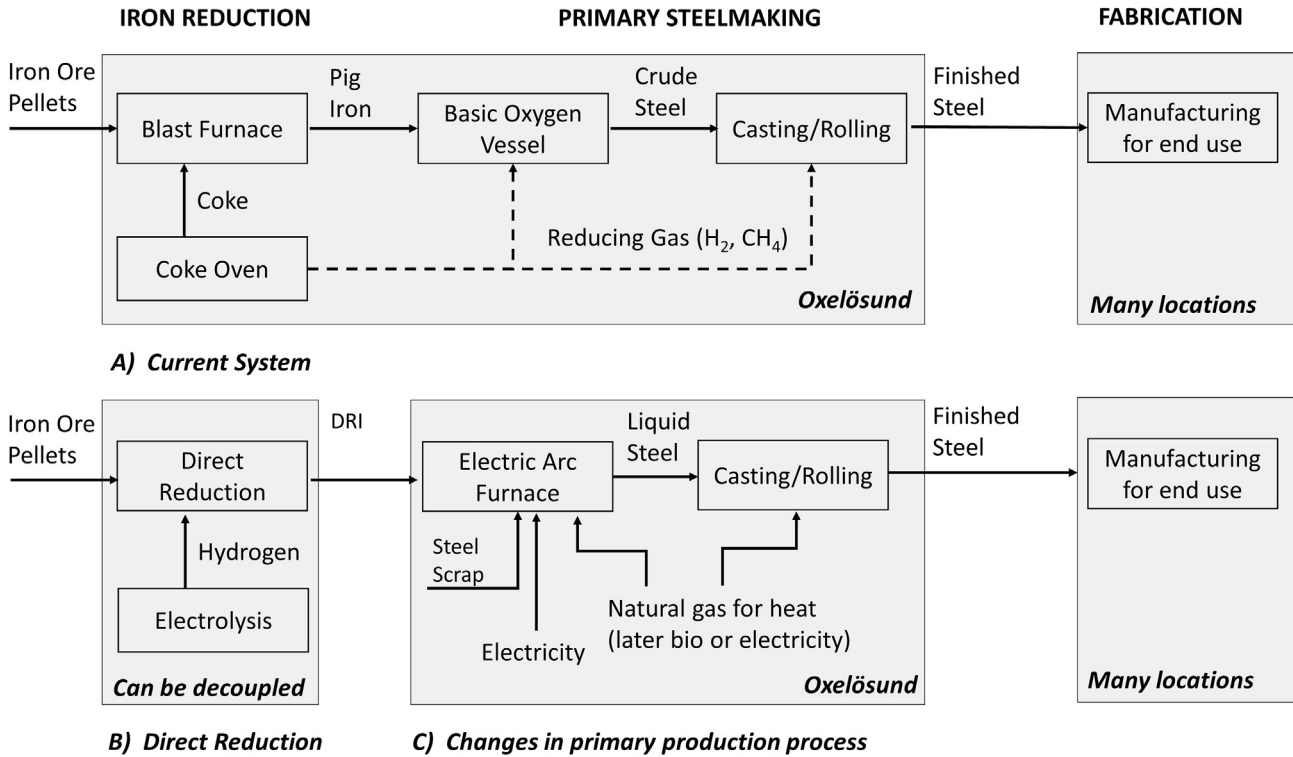 IRON REDUCTION
PRIMARY STEELMAKING
FABRICATION
Iron Ore
Pellets
Blast Furnace
Pig
Iron
Basic Oxygen
Vessel
Crude
Steel
Casting/Rolling
Finished
Steel
Manufacturing
for end use
Coke
Coke Oven
Reducing Gas (H₂, CH₄)
Oxelösund
Many locations
A) Current System
Iron Ore
Pellets
Direct
Reduction
DRI
Electric Arc
Furnace
Liquid
Steel
Casting/Rolling
Finished
Steel
Manufacturing
for end use
Hydrogen
Electrolysis
Can be decoupled
Steel
Scrap
Electricity
Natural gas for heat
(later bio or electricity)
Oxelösund
Many locations
B) Direct Reduction
C) Changes in primary production process